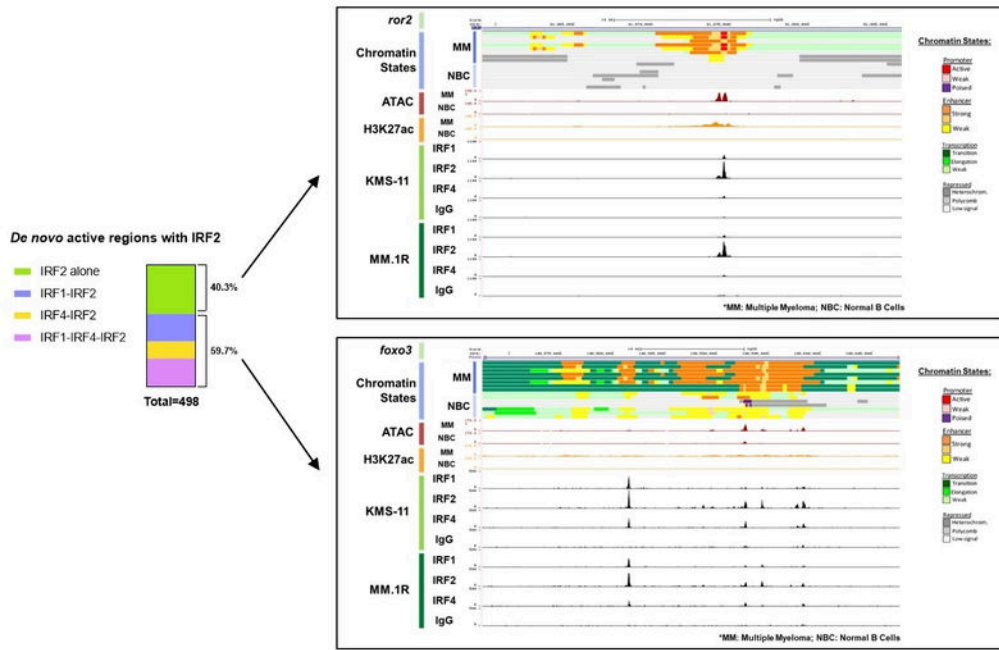 De novo active regions with IRF2
IRF2 alone
IRF1-IRF2
IRF4-IRF2
IRF1-IRF4-IRF2
40.3%
59.7%
Total=498
ror2
Chromatin States
MM
NBC
ATAC
MM
NBC
H3K27ac
MM
NBC
KMS-11
IRF1
IRF2
IRF4
IgG
MM.1R
IRF1
IRF2
IRF4
IgG
Chromatin States:
Promoter
Active
Weak
Poised
Enhancer
Strong
Weak
Transcription
Transition
Elongation
Weak
Repressed
Heterochrom.
Polycomb
Low signal
*MM: Multiple Myeloma; NBC: Normal B Cells
foxo3
Chromatin States
MM
NBC
ATAC
MM
NBC
H3K27ac
MM
NBC
KMS-11
IRF1
IRF2
IRF4
IgG
MM.1R
IRF1
IRF2
IRF4
IgG
Chromatin States:
Promoter
Active
Weak
Poised
Enhancer
Strong
Weak
Transcription
Transition
Elongation
Weak
Repressed
Heterochrom.
Polycomb
Low signal
*MM: Multiple Myeloma; NBC: Normal B Cells